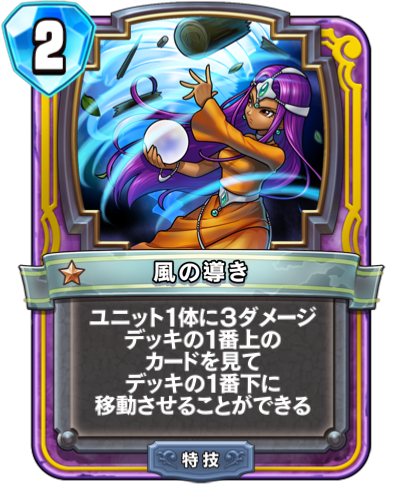 2
風の導き
ユニット1体に3ダメージ
デッキの1番上の
カードを見て
デッキの1番下に
移動させることができる
特技